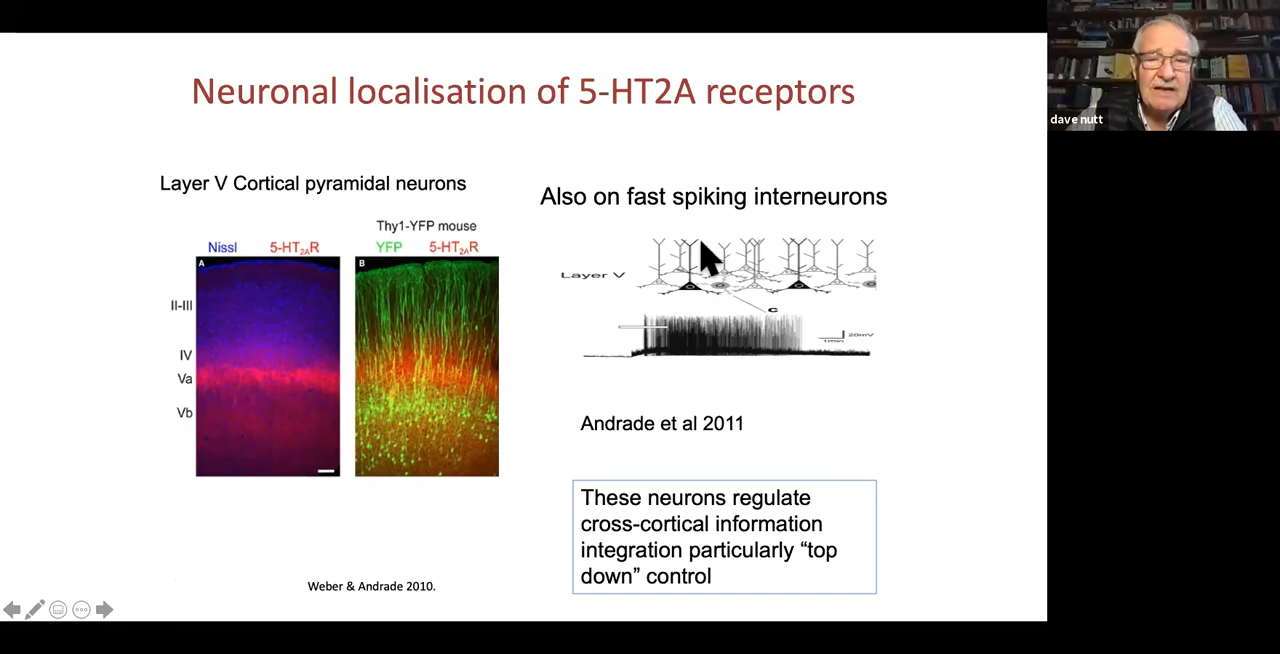 Neuronal localisation of 5-HT2A receptors
dave nutt
Layer V Cortical pyramidal neurons
Also on fast spiking interneurons
Thy1-YFP mouse
Nissl 5-HT2AR
YFP 5-HT2AR
A
B
II-III
IV
Va
Vb
Layer V
C
20mV
1min
Andrade et al 2011
These neurons regulate
cross-cortical information
integration particularly “top
down” control
Weber & Andrade 2010.